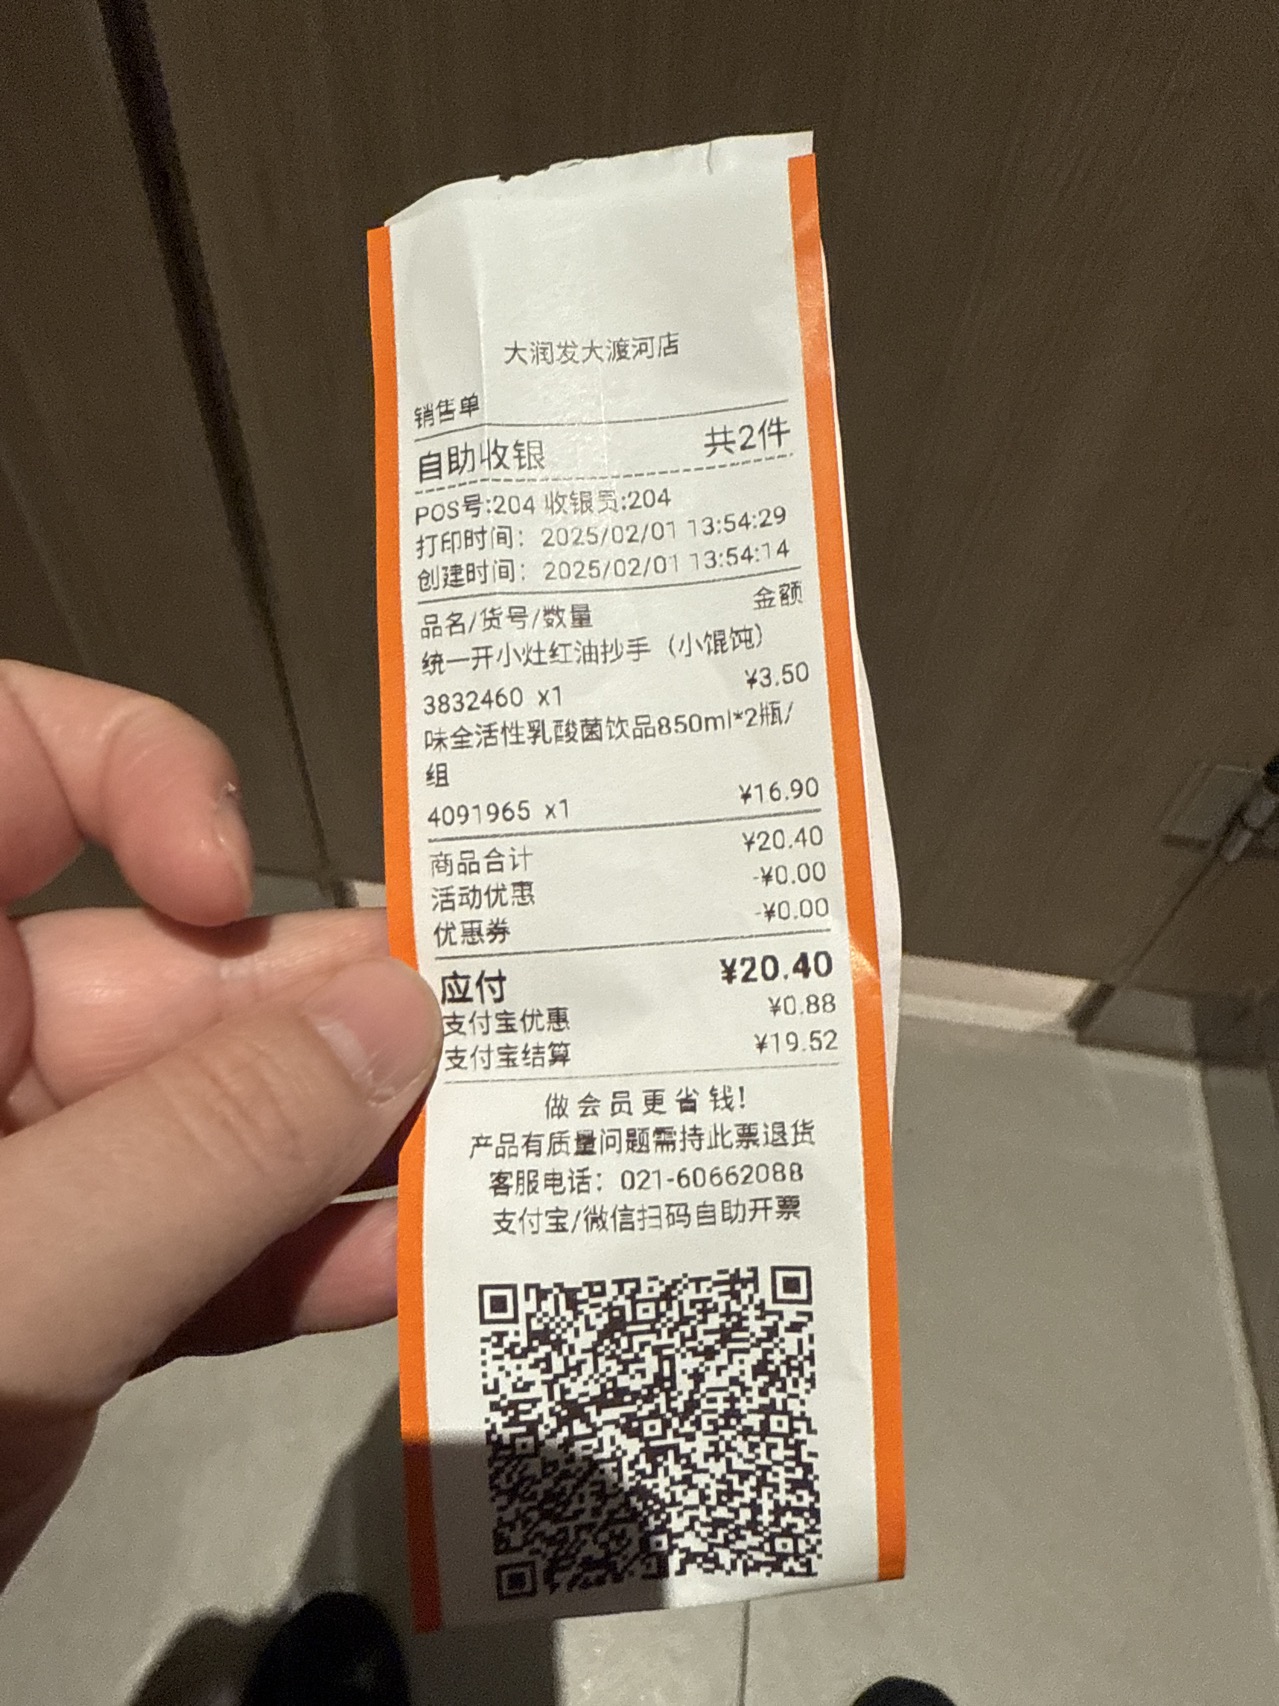 大润发大渡河店
销售单
自助收银 共2件
POS号:204 收银员:204
打印时间: 2025/02/01 13:54:29
创建时间: 2025/02/01 13:54:14
品名/货号/数量 金额
统一开小灶红油抄手（小馄饨）
3832460 x1 ¥3.50
味全活性乳酸菌饮品850ml*2瓶/
组
4091965 x1 ¥16.90
商品合计 ¥20.40
活动优惠 -¥0.00
优惠券 -¥0.00
应付 ¥20.40
支付宝优惠 ¥0.88
支付宝结算 ¥19.52
做会员更省钱!
产品有质量问题需持此票退货
客服电话: 021-60662088
支付宝/微信扫码自助开票